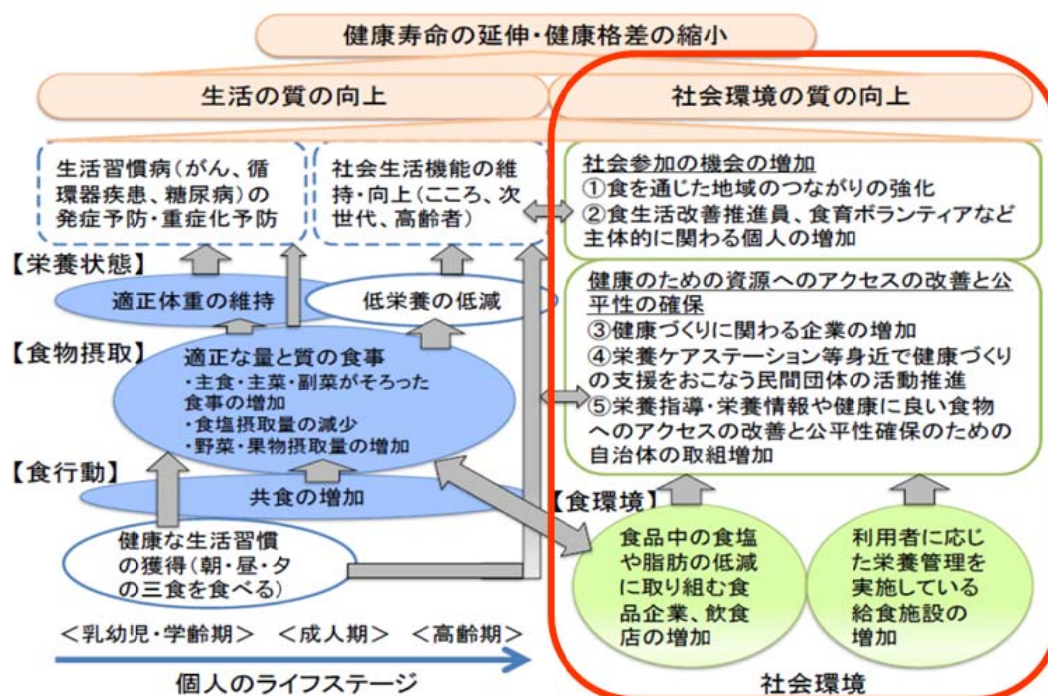 健康寿命の延伸・健康格差の縮小
生活の質の向上
社会環境の質の向上
生活習慣病(がん、循
環器疾患、糖尿病)の
発症予防・重症化予防
社会生活機能の維
持・向上(こころ、次
世代、高齢者)
社会参加の機会の増加
①食を通じた地域のつながりの強化
②食生活改善推進員、食育ボランティアなど
主体的に関わる個人の増加
【栄養状態】
適正体重の維持
低栄養の低減
健康のための資源へのアクセスの改善と公
平性の確保
③健康づくりに関わる企業の増加
④栄養ケアステーション等身近で健康づくり
の支援をおこなう民間団体の活動推進
⑤栄養指導・栄養情報や健康に良い食物
へのアクセスの改善と公平性確保のための
自治体の取組増加
【食物摂取】
適正な量と質の食事
・主食・主菜・副菜がそろった
食事の増加
・食塩摂取量の減少
・野菜・果物摂取量の増加
【食行動】
共食の増加
健康な生活習慣
の獲得(朝・昼・夕
の三食を食べる)
【食環境】
食品中の食塩
や脂肪の低減
に取り組む食
品企業、飲食
店の増加
利用者に応じ
た栄養管理を
実施している
給食施設の
増加
<乳幼児・学齢期> <成人期> <高齢期>
個人のライフステージ
社会環境